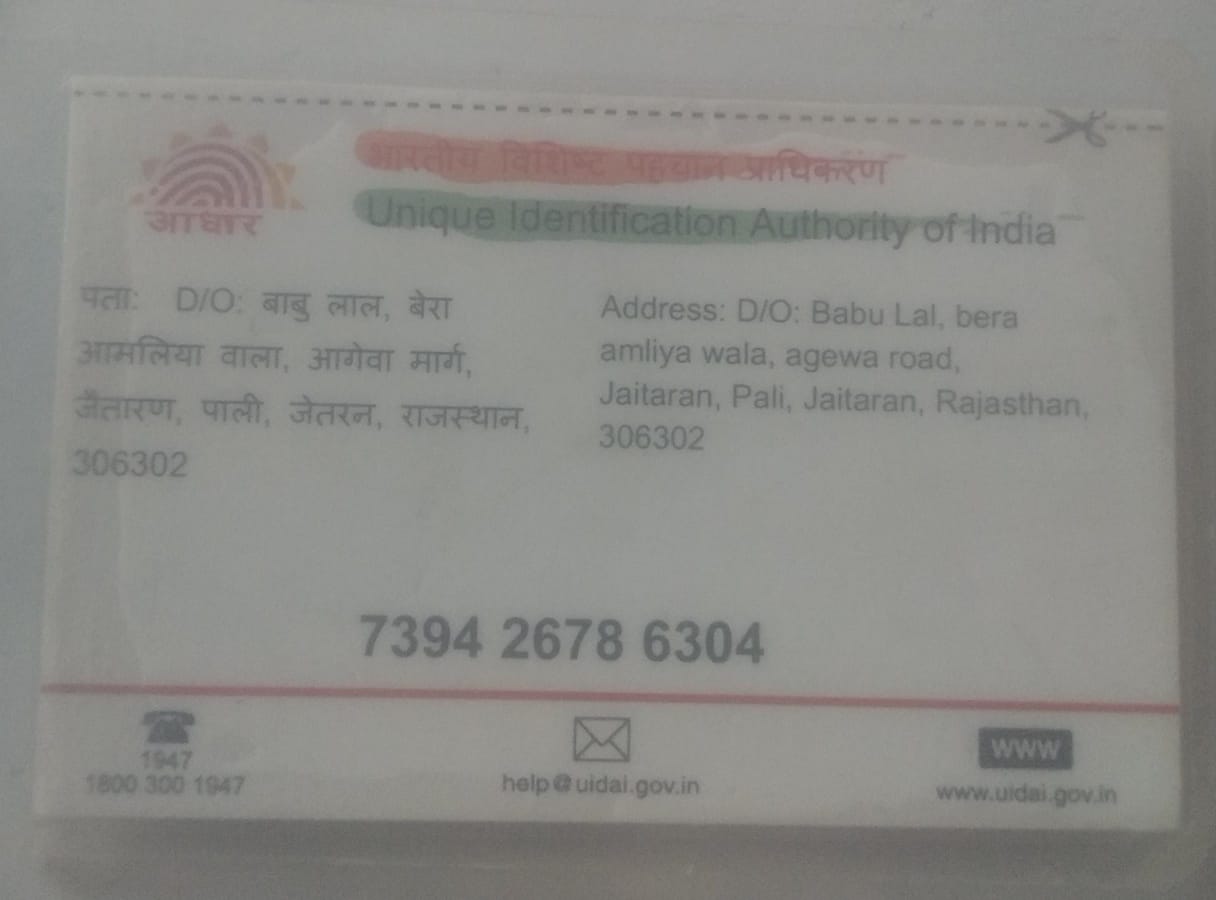 भारतीय विशिष्ट पहचान प्राधिकरण
Unique Identification Authority of India
आधार
पता: D/O: बाबु लाल, बेरा
आमलिया वाला, आगेवा मार्ग,
जैतारण, पाली, जेतरन, राजस्थान,
306302
Address: D/O: Babu Lal, bera
amliya wala, agewa road,
Jaitaran, Pali, Jaitaran, Rajasthan,
306302
7394 2678 6304
1947
1800 300 1947
help@uidai.gov.in
www
www.uidai.gov.in